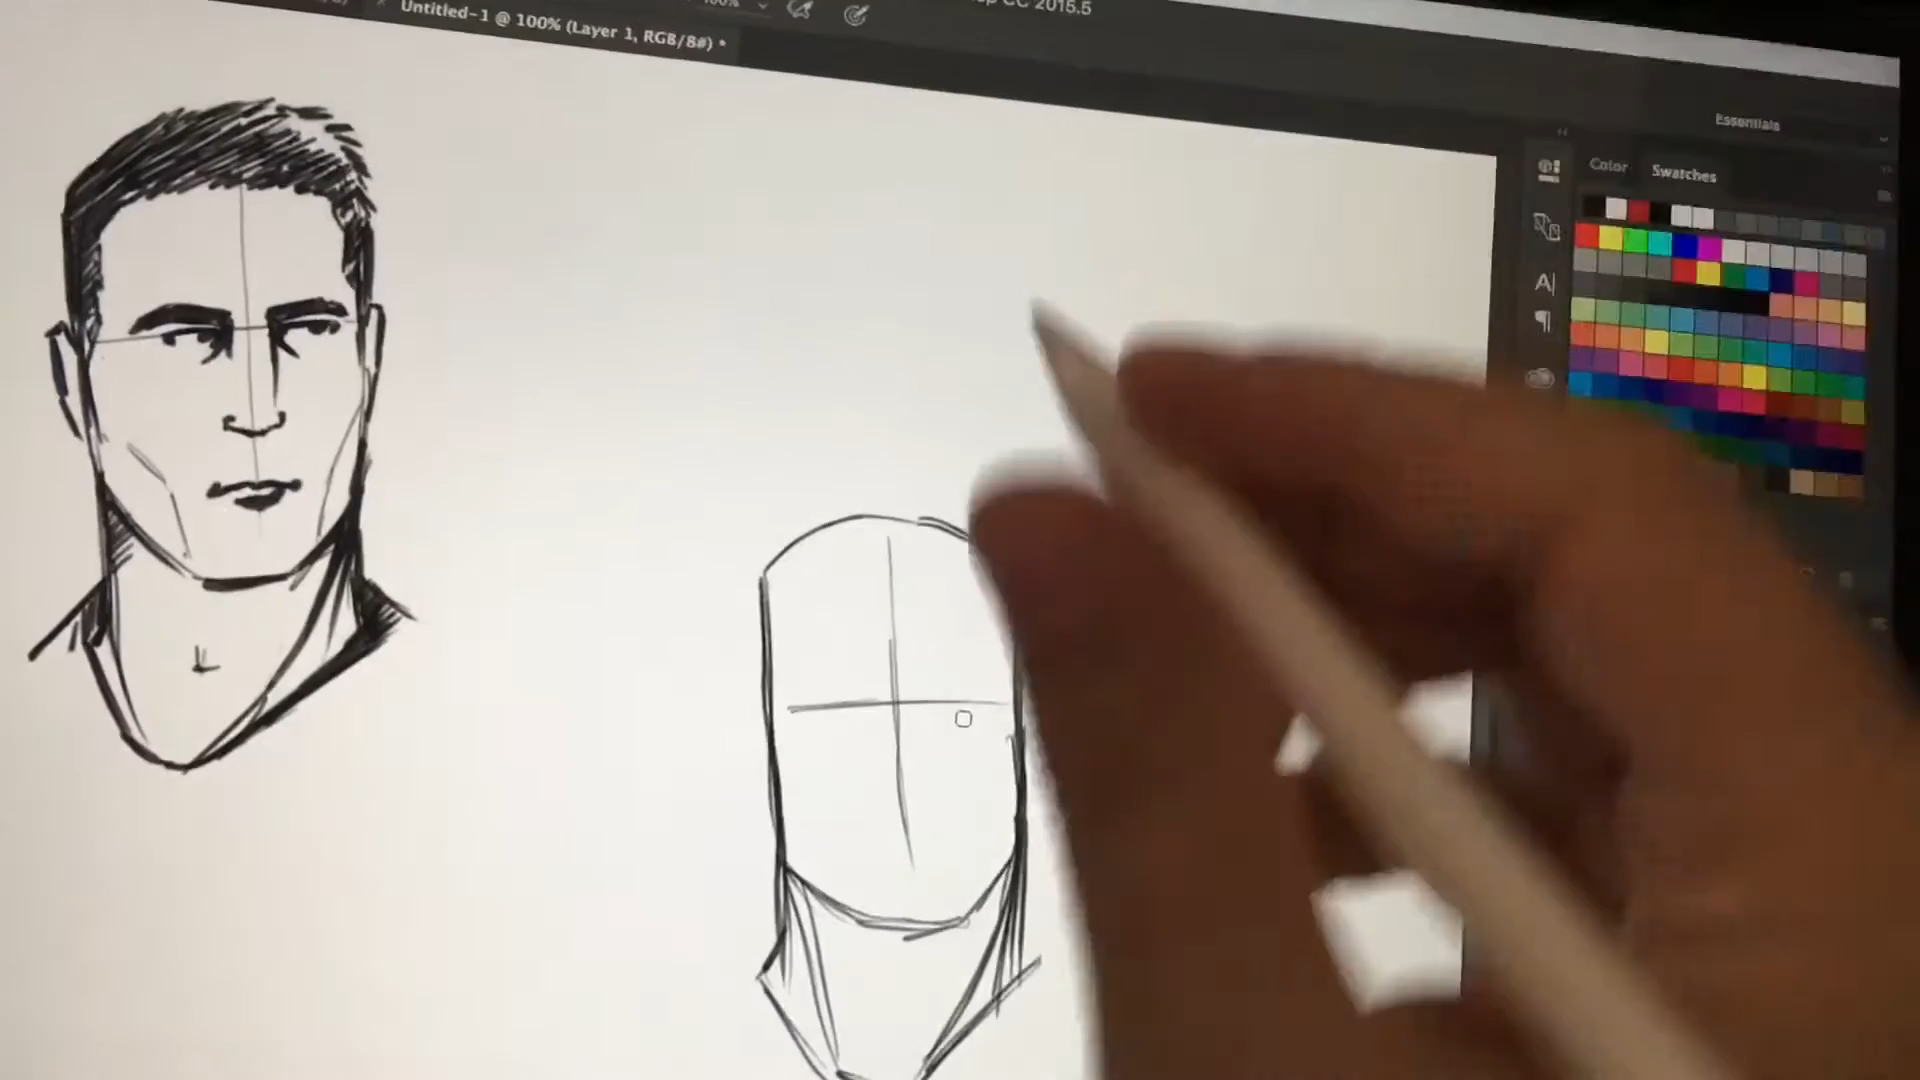 CC 2015.5
Untitled-1 @ 100% (Layer 1, RGB/8#) *
Essentials
Color
Swatches
A|
¶